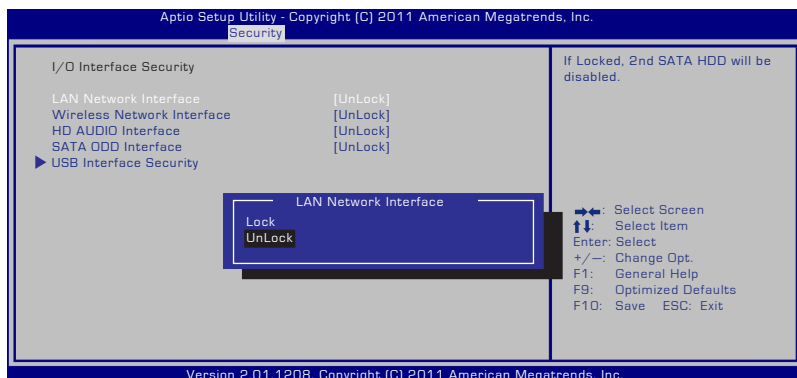 Aptio Setup Utility - Copyright (C) 2011 American Megatrends, Inc.
Security
I/O Interface Security
LAN Network Interface [UnLock]
Wireless Network Interface [UnLock]
HD AUDIO Interface [UnLock]
SATA ODD Interface [UnLock]
USB Interface Security
If Locked, 2nd SATA HDD will be
disabled.
LAN Network Interface
Lock
UnLock
→←: Select Screen
↑↓: Select Item
Enter: Select
+/—: Change Opt.
F1: General Help
F9: Optimized Defaults
F10: Save ESC: Exit
Version 2.01.1208. Copyright (C) 2011 American Megatrends, Inc.